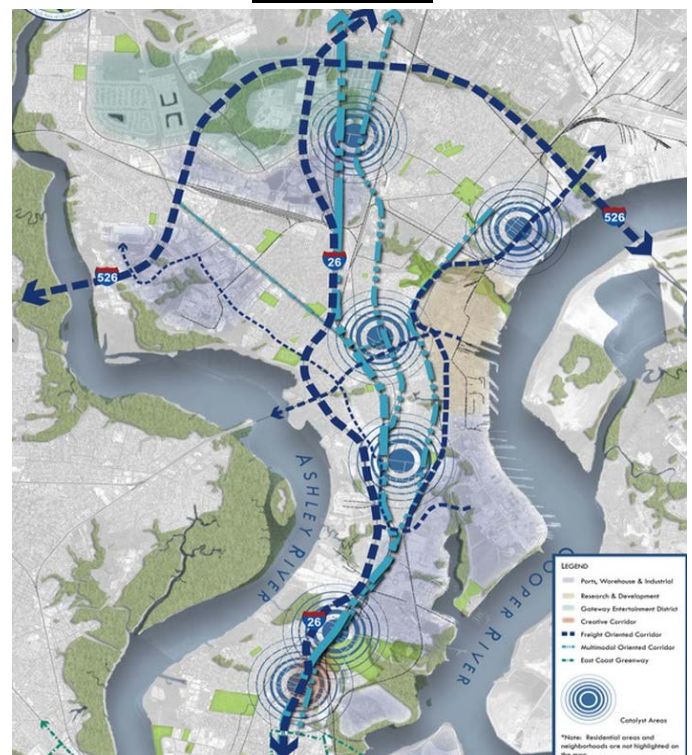 526
26
526
ASHLEY RIVER
26
COOPER RIVER
LEGEND
Ports, Warehouse & Industrial
Research & Development
Gateway Entertainment District
Creative Corridor
Freight Oriented Corridor
Multimodal Oriented Corridor
East Coast Greenway
Catalyst Areas
*Note: Residential areas and
neighborhoods are not highlighted on
the map.